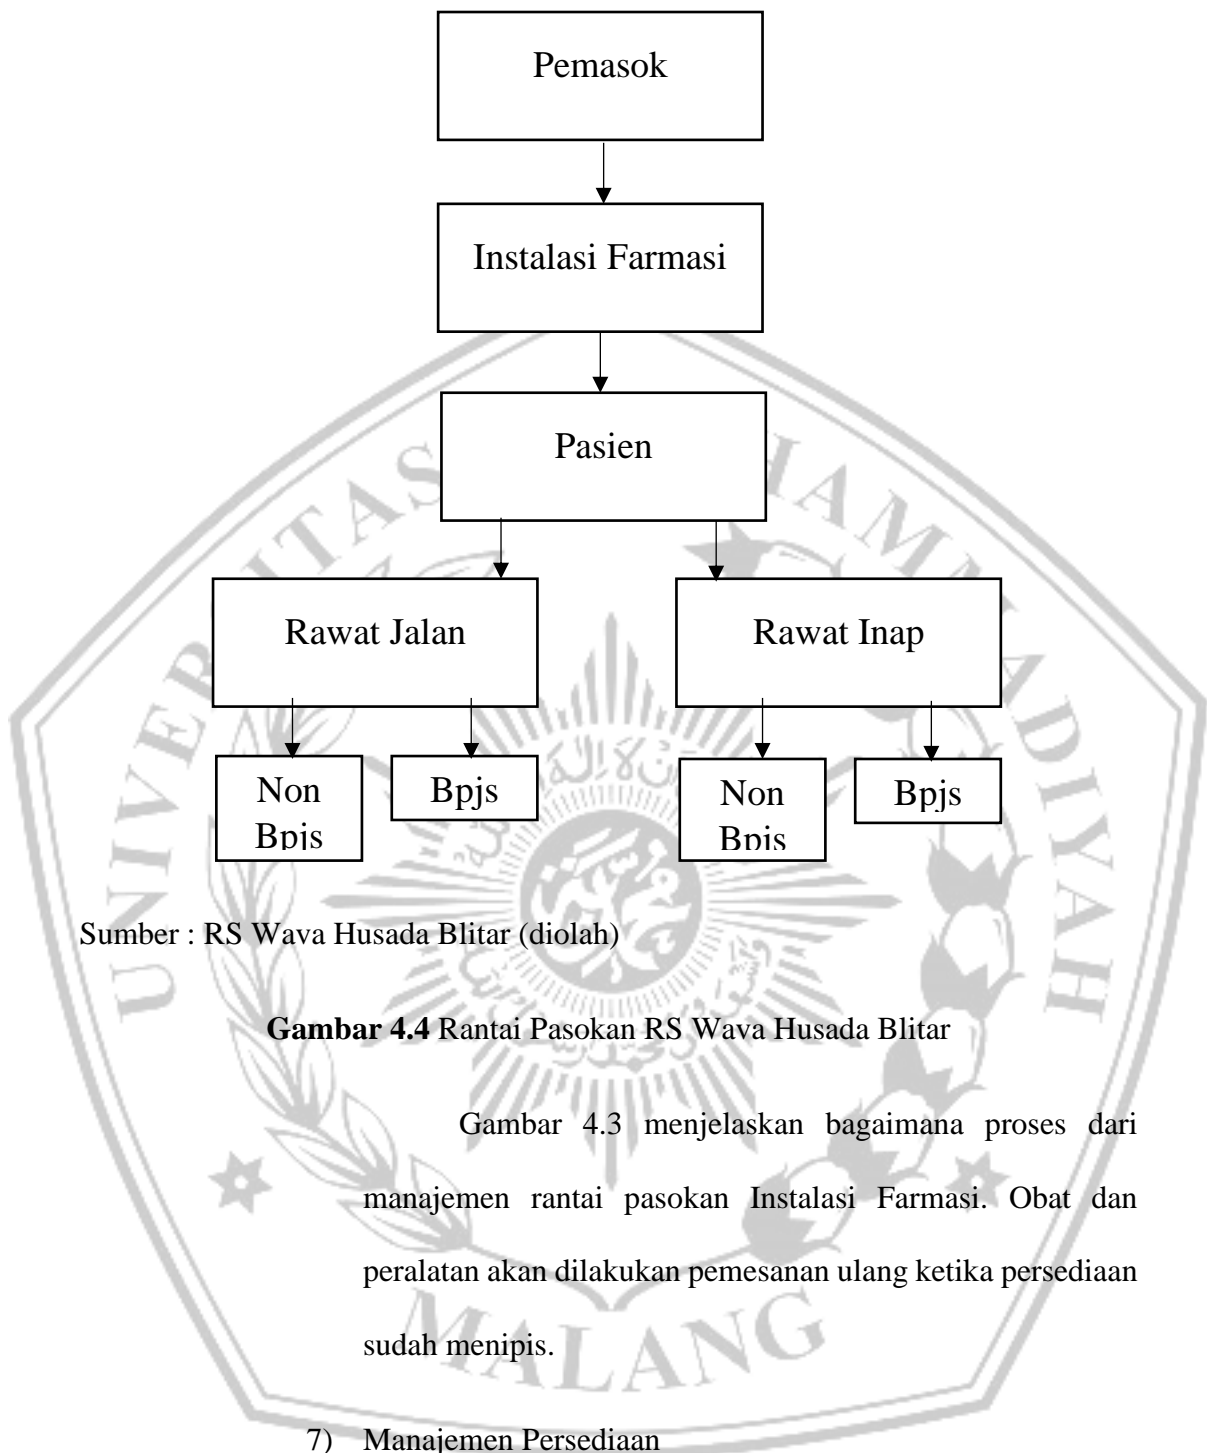 Pemasok
Instalasi Farmasi
Pasien
Rawat Jalan
Rawat Inap
Non
Bpjs
Bpjs
Non
Bpjs
Bpjs
Sumber : RS Wava Husada Blitar (diolah)
Gambar 4.4 Rantai Pasokan RS Wava Husada Blitar
Gambar 4.3 menjelaskan bagaimana proses dari
manajemen rantai pasokan Instalasi Farmasi. Obat dan
peralatan akan dilakukan pemesanan ulang ketika persediaan
sudah menipis.
7) Manajemen Persediaan
MALANG